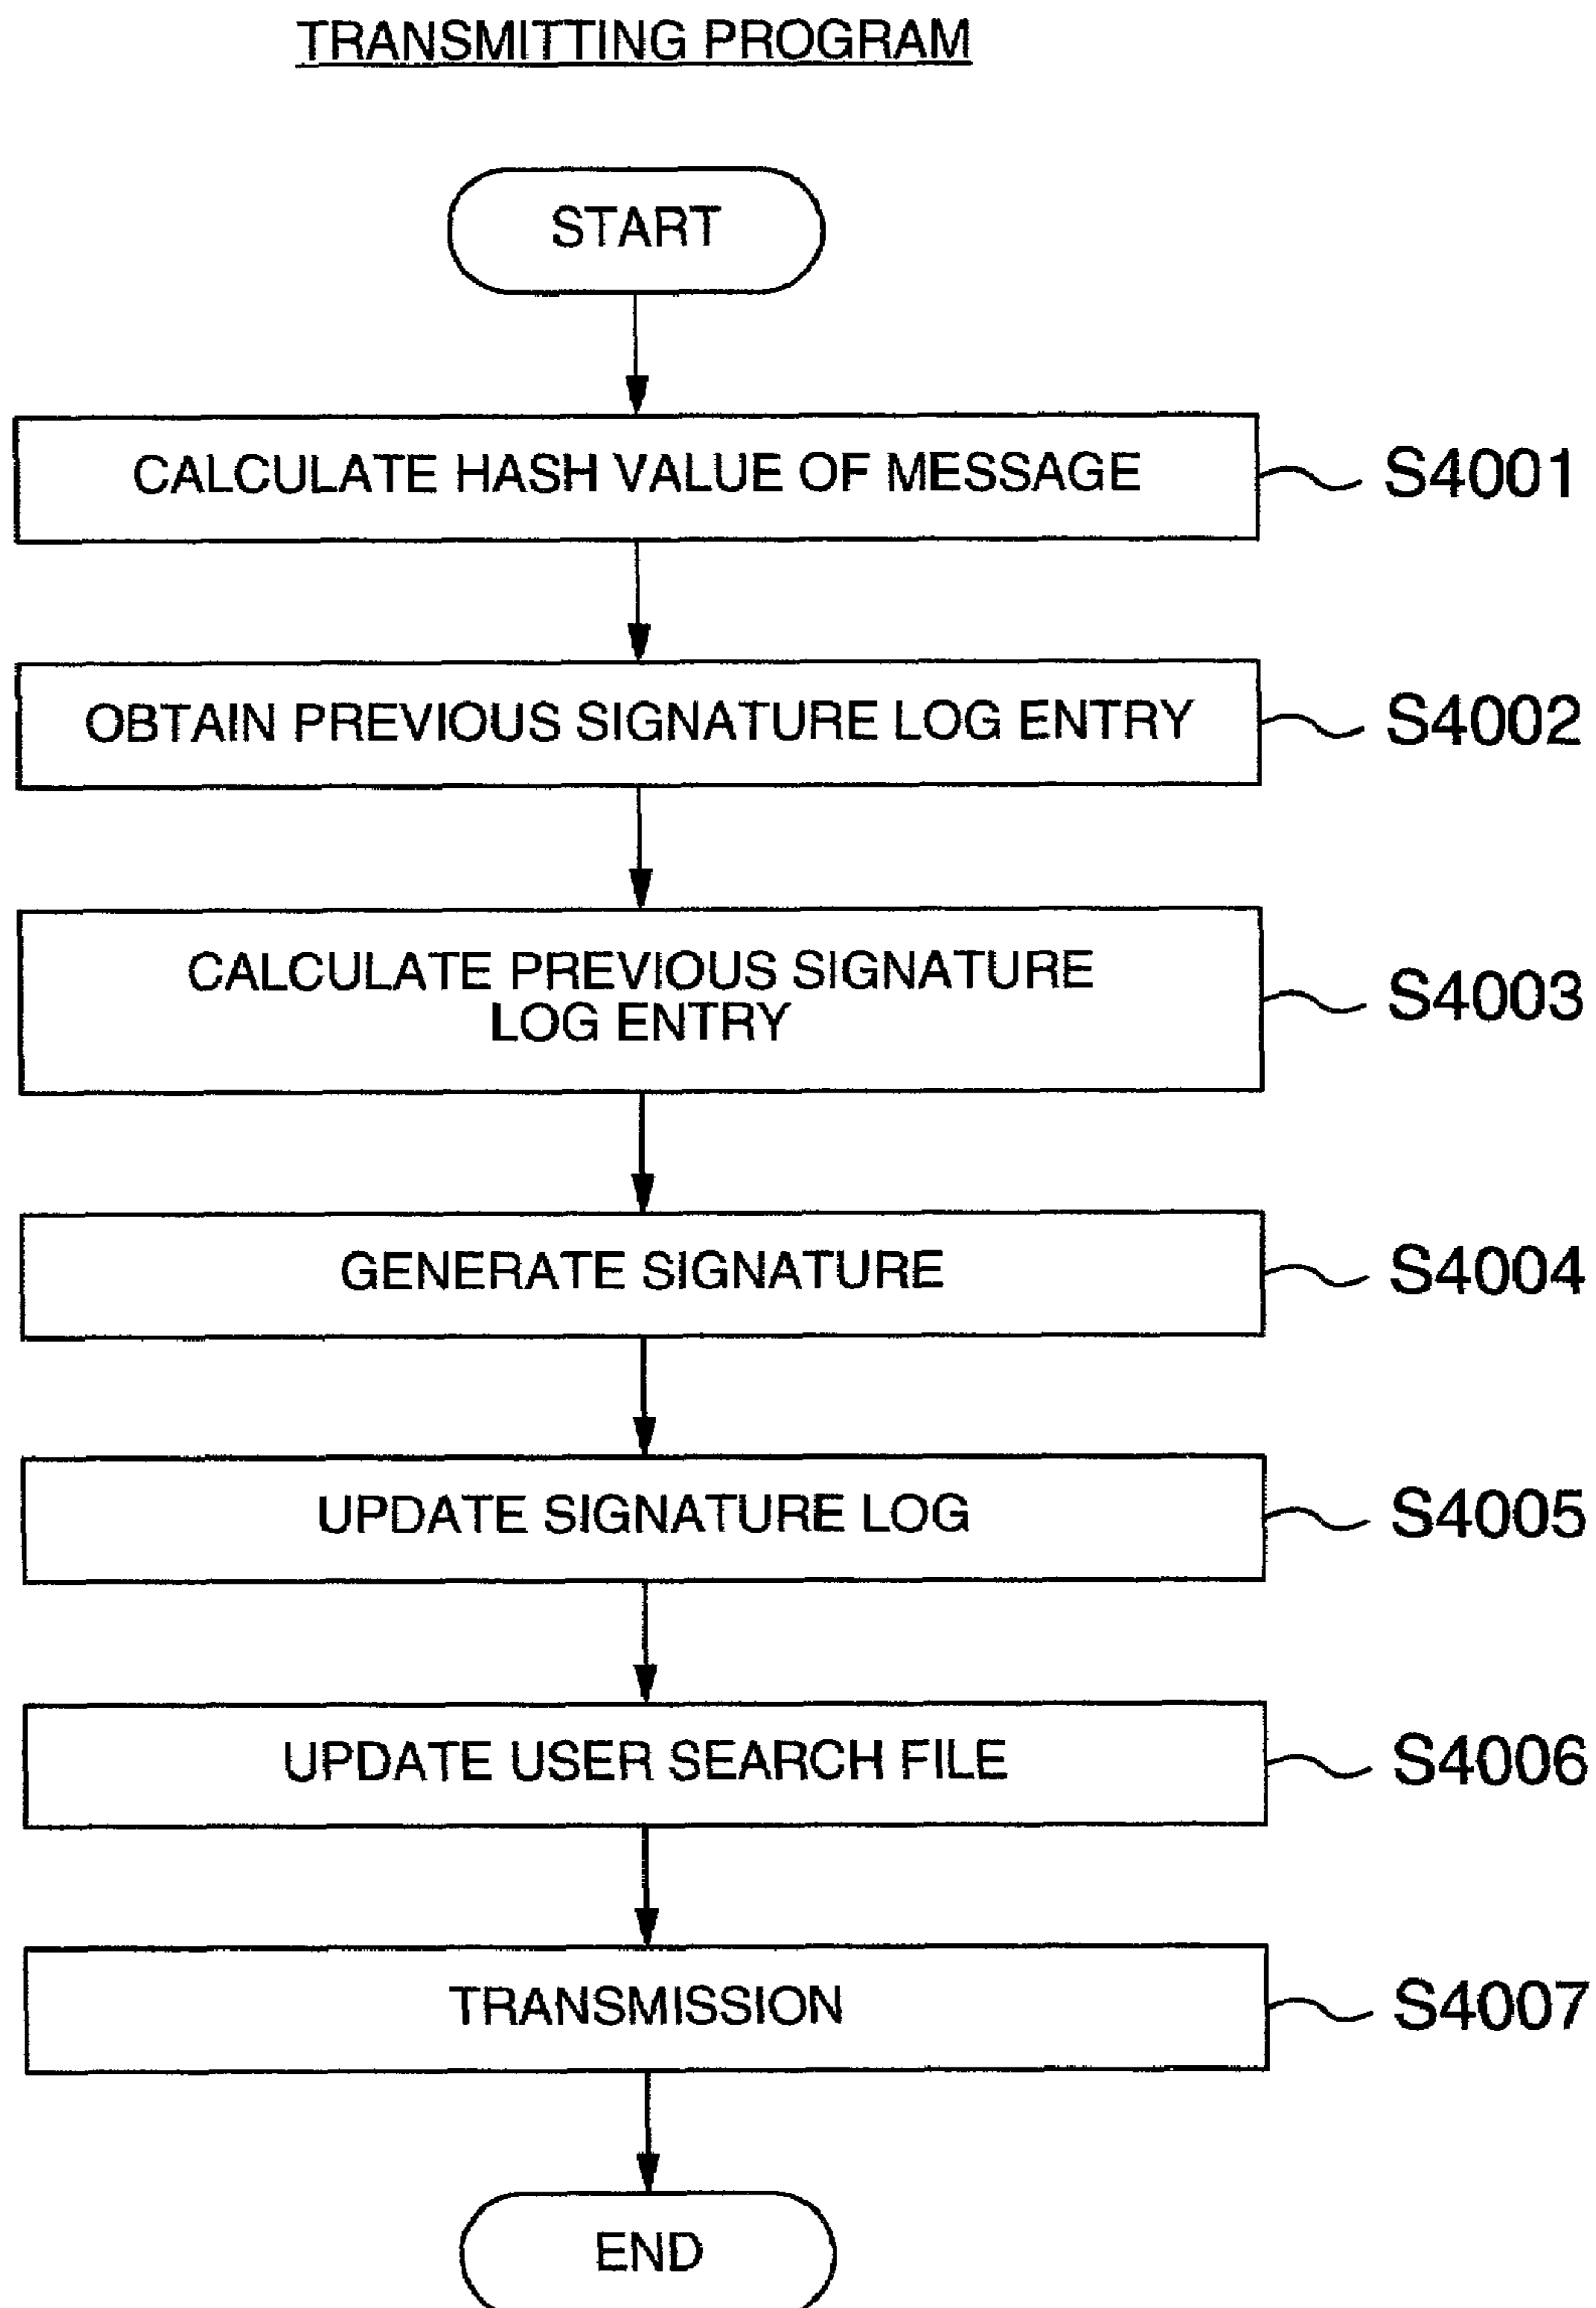 TRANSMITTING PROGRAM
START
CALCULATE HASH VALUE OF MESSAGE
S4001
OBTAIN PREVIOUS SIGNATURE LOG ENTRY
S4002
CALCULATE PREVIOUS SIGNATURE
LOG ENTRY
S4003
GENERATE SIGNATURE
S4004
UPDATE SIGNATURE LOG
S4005
UPDATE USER SEARCH FILE
S4006
TRANSMISSION
S4007
END